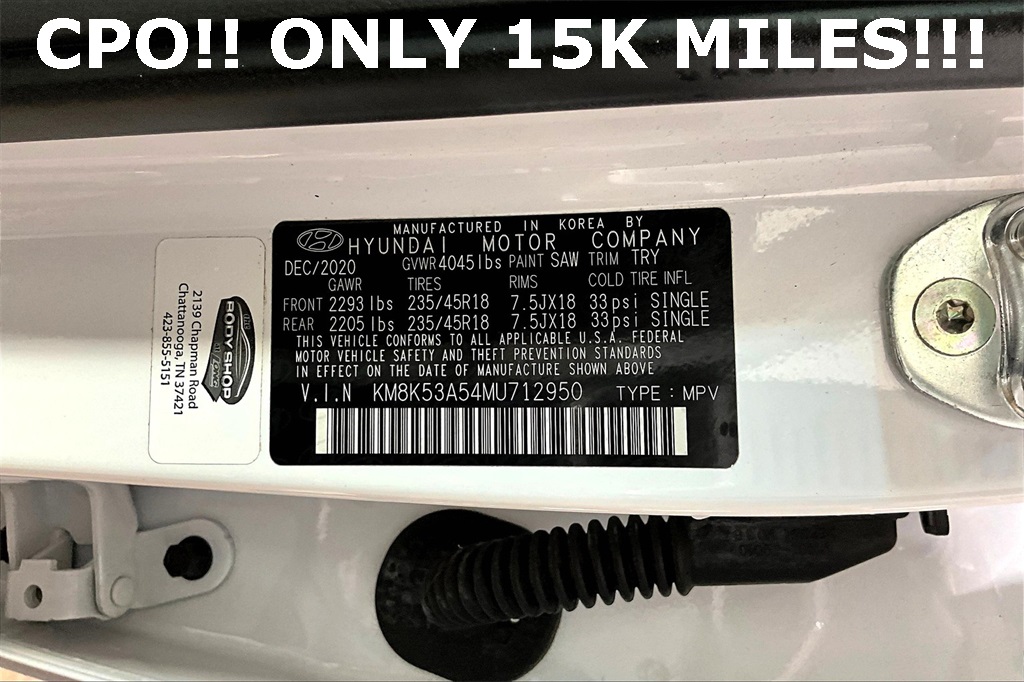 CPO!! ONLY 15K MILES!!!
MANUFACTURED IN KOREA BY
HYUNDAI MOTOR COMPANY
DEC/2020 GVWR 4045lbs PAINT SAW TRIM TRY
GAWR TIRES RIMS COLD TIRE INFL
FRONT 2293 lbs 235/45R18 7.5JX18 33psi SINGLE
REAR 2205 lbs 235/45R18 7.5JX18 33psi SINGLE
THIS VEHICLE CONFORMS TO ALL APPLICABLE U.S.A. FEDERAL
MOTOR VEHICLE SAFETY AND THEFT PREVENTION STANDARDS
IN EFFECT ON THE DATE OF MANUFACTURE SHOWN ABOVE
V.I.N KM8K53A54MU712950 TYPE : MPV
the
BODY SHOP
2139 Chapman Road
Chattanooga, TN 37421
423-855-5151